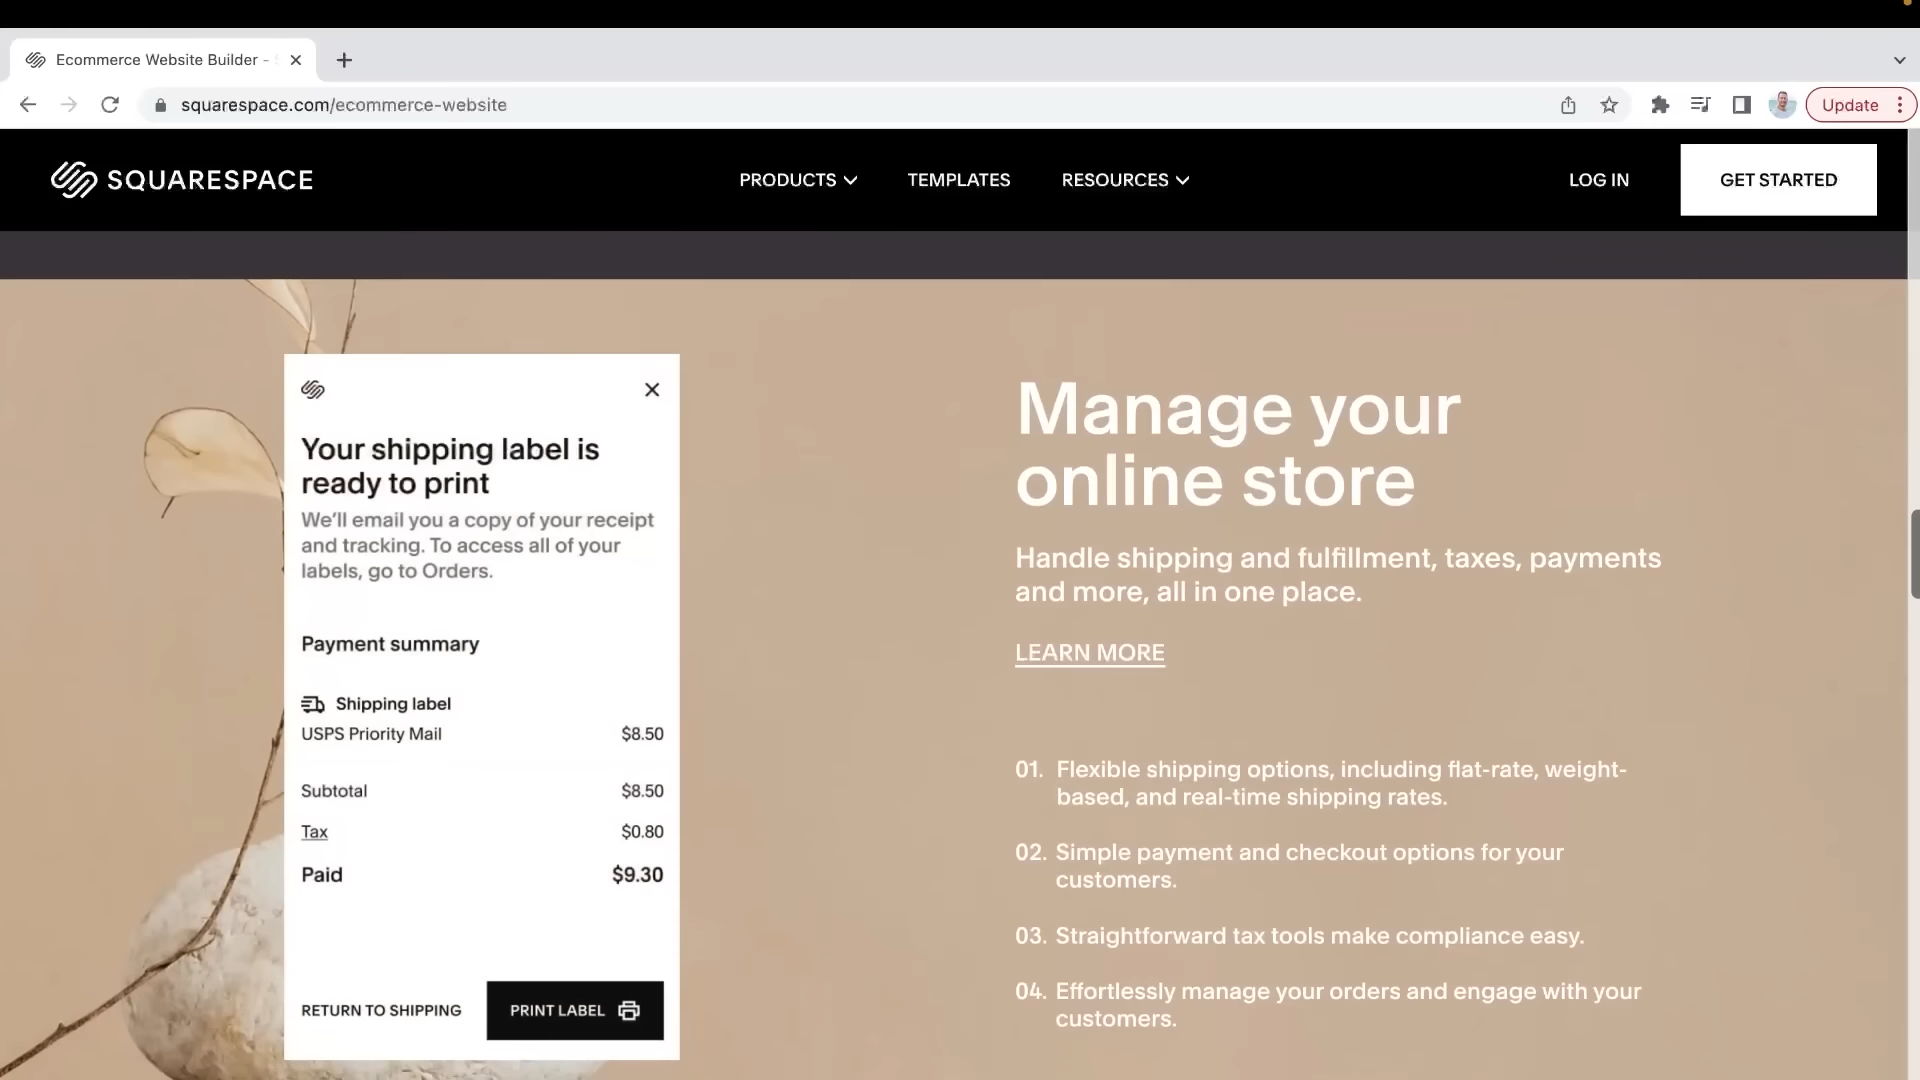 Ecommerce Website Builder -
squarespace.com/ecommerce-website
Update
SQUARESPACE
PRODUCTS
TEMPLATES
RESOURCES
LOG IN
GET STARTED
Your shipping label is
ready to print
We'll email you a copy of your receipt
and tracking. To access all of your
labels, go to Orders.
Payment summary
Shipping label
USPS Priority Mail $8.50
Subtotal $8.50
Tax $0.80
Paid $9.30
RETURN TO SHIPPING
PRINT LABEL
Manage your
online store
Handle shipping and fulfillment, taxes, payments
and more, all in one place.
LEARN MORE
01. Flexible shipping options, including flat-rate, weight-
based, and real-time shipping rates.
02. Simple payment and checkout options for your
customers.
03. Straightforward tax tools make compliance easy.
04. Effortlessly manage your orders and engage with your
customers.